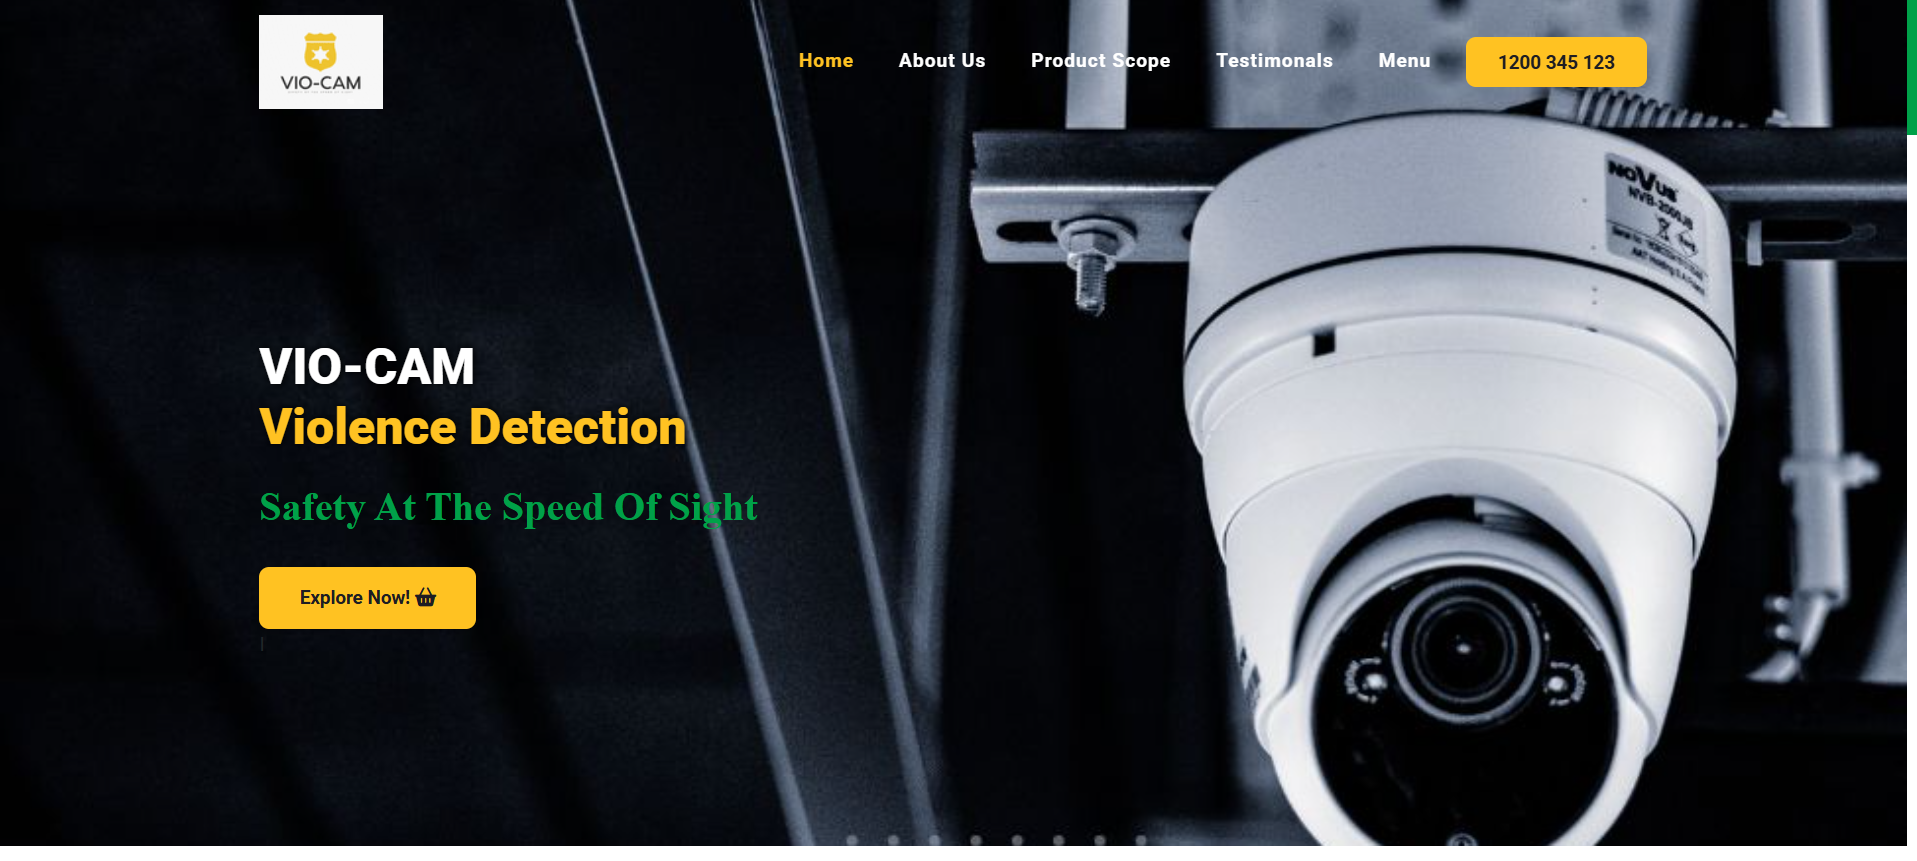 VIO-CAM
Home
About Us
Product Scope
Testimonals
Menu
1200 345 123
NOVUS
NVB-2000JB
VIO-CAM
Violence Detection
Safety At The Speed Of Sight
Explore Now!